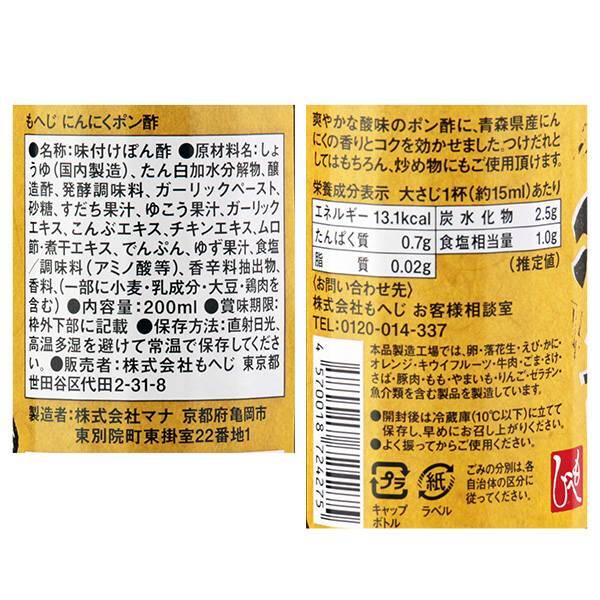 もへじ にんにくポン酢
●名称:味付けぽん酢 ●原材料名:しょ
うゆ(国内製造)、たん白加水分解物、醸
造酢、発酵調味料、ガーリックペースト、
砂糖、すだち果汁、ゆこう果汁、ガーリック
エキス、こんぶエキス、チキンエキス、ムロ
節・煮干エキス、でんぷん、ゆず果汁、食塩
/調味料(アミノ酸等)、香辛料抽出物、
香料、(一部に小麦・乳成分・大豆・鶏肉を
含む) ●内容量:200ml ●賞味期限:
枠外下部に記載 ●保存方法:直射日光、
高温多湿を避けて常温で保存してくださ
い。 ●販売者:株式会社もへじ 東京都
世田谷区代田2-31-8
製造者:株式会社マナ 京都府亀岡市
東別院町東掛室22番地1
爽やかな酸味のポン酢に、青森県産にん
にくの香りとコクを効かせました。つけだれと
してはもちろん、炒め物にもご使用頂けます。
栄養成分表示 大さじ1杯(約15ml)あたり
エネルギー 13.1kcal 炭水化物 2.5g
たんぱく質 0.7g 食塩相当量 1.0g
脂質 0.02g (推定値)
〈お問い合わせ先〉
株式会社もへじ お客様相談室
TEL:0120-014-337
本品製造工場では、卵・落花生・えび・かに・
オレンジ・キウイフルーツ・牛肉・ごま・さけ・
さば・豚肉・もも・やまいも・りんご・ゼラチン・
魚介類を含む製品を製造しています。
●開封後は冷蔵庫(10℃以下)に立てて
保存し、早めにお召し上がりください。
●よく振ってからご使用ください。
4570018724275
プラ
キャップ
ボトル
紙
ラベル
ごみの分別は、各
自治体の区分に
従ってください。
もへじ